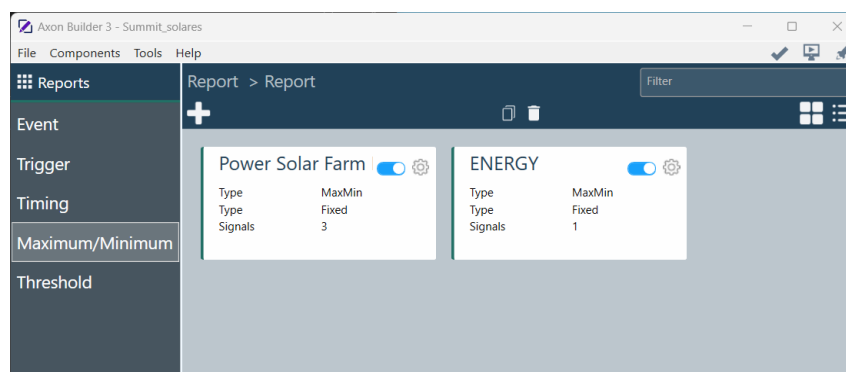 Axon Builder 3 - Summit_solares
File Components Tools Help
Reports
Report > Report
Filter
Event
Trigger
Timing
Maximum/Minimum
Threshold
Power Solar Farm
Type MaxMin
Type Fixed
Signals 3
ENERGY
Type MaxMin
Type Fixed
Signals 1